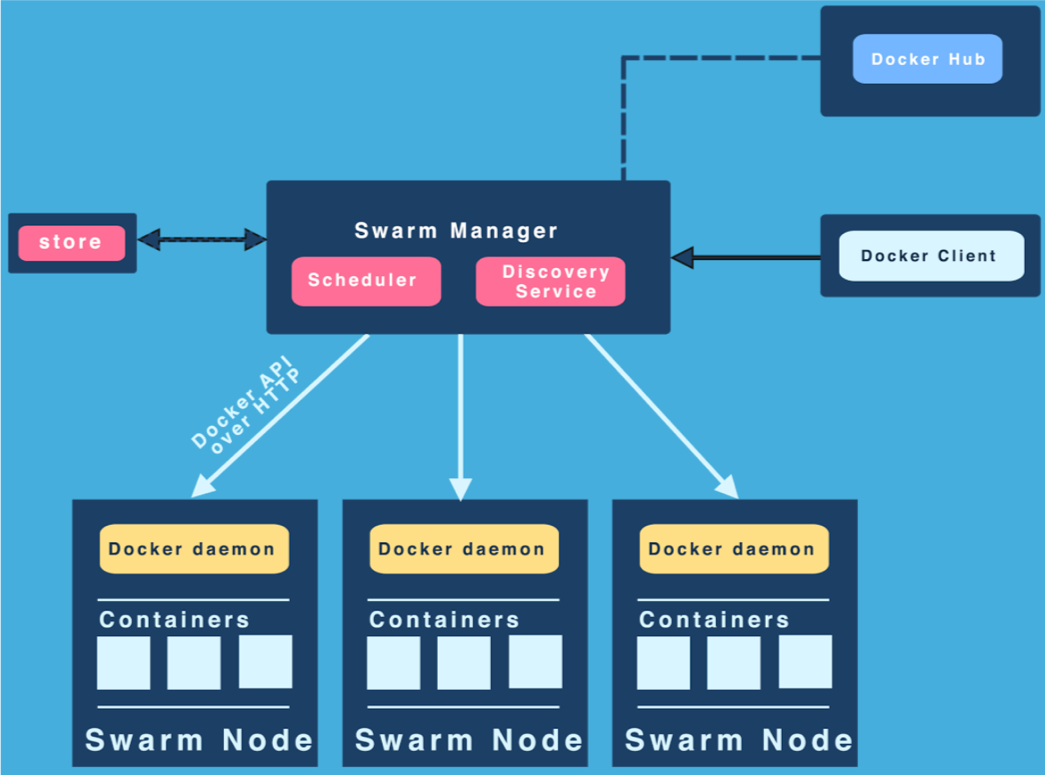 Docker Hub
Swarm Manager
store
Scheduler
Discovery
Service
Docker Client
Docker API
over HTTP
Docker daemon
Containers
Swarm Node
Docker daemon
Containers
Swarm Node
Docker daemon
Containers
Swarm Node